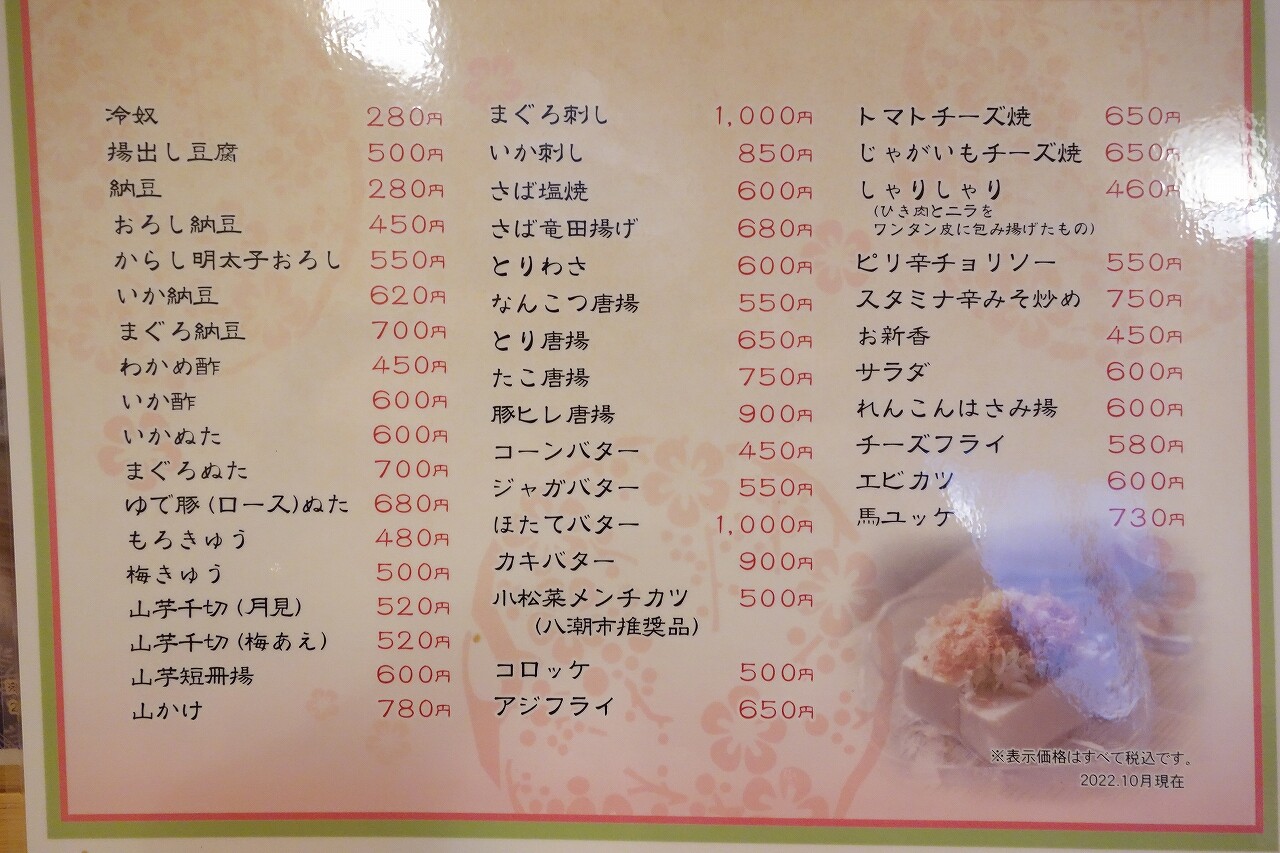 冷奴 280円
揚出し豆腐 500円
納豆 280円
おろし納豆 450円
からし明太子おろし 550円
いか納豆 620円
まぐろ納豆 700円
わかめ酢 450円
いか酢 600円
いかぬた 600円
まぐろぬた 700円
ゆで豚(ロース)ぬた 680円
もろきゅう 480円
梅きゅう 500円
山芋千切(月見) 520円
山芋千切(梅あえ) 520円
山芋短冊揚 600円
山かけ 780円
まぐろ刺し 1,000円
いか刺し 850円
さば塩焼 600円
さば竜田揚げ 680円
とりわさ 600円
なんこつ唐揚 550円
とり唐揚 650円
たこ唐揚 750円
豚ヒレ唐揚 900円
コーンバター 450円
ジャガバター 550円
ほたてバター 1,000円
カキバター 900円
小松菜メンチカツ 500円
(八潮市推奨品)
コロッケ 500円
アジフライ 650円
トマトチーズ焼 650円
じゃがいもチーズ焼 650円
しゃりしゃり 460円
(ひき肉とニラを
ワンタン皮に包み揚げたもの)
ピリ辛チョリソー 550円
スタミナ辛みそ炒め 750円
お新香 450円
サラダ 600円
れんこんはさみ揚 600円
チーズフライ 580円
エビカツ 600円
馬ユッケ 730円
※表示価格はすべて税込です。
2022.10月現在